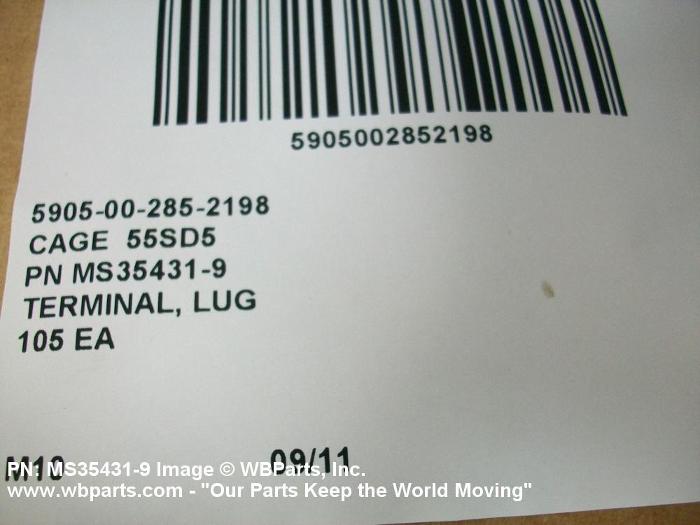 5905002852198
5905-00-285-2198
CAGE 55SD5
PN MS35431-9
TERMINAL, LUG
105 EA
M10 09/11
PN: MS35431-9 Image © WBParts, Inc.
www.wbparts.com - "Our Parts Keep the World Moving"